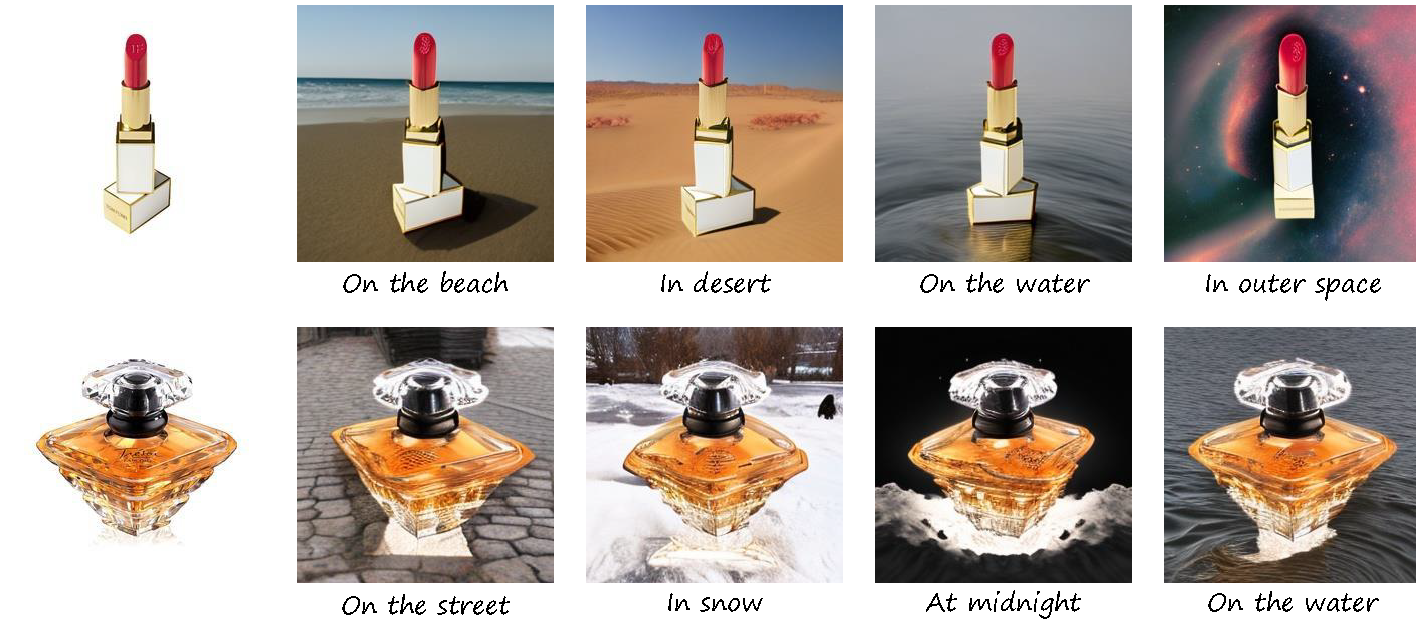 On the beach
In desert
On the water
In outer space
Trésor
On the street
In snow
At midnight
On the water